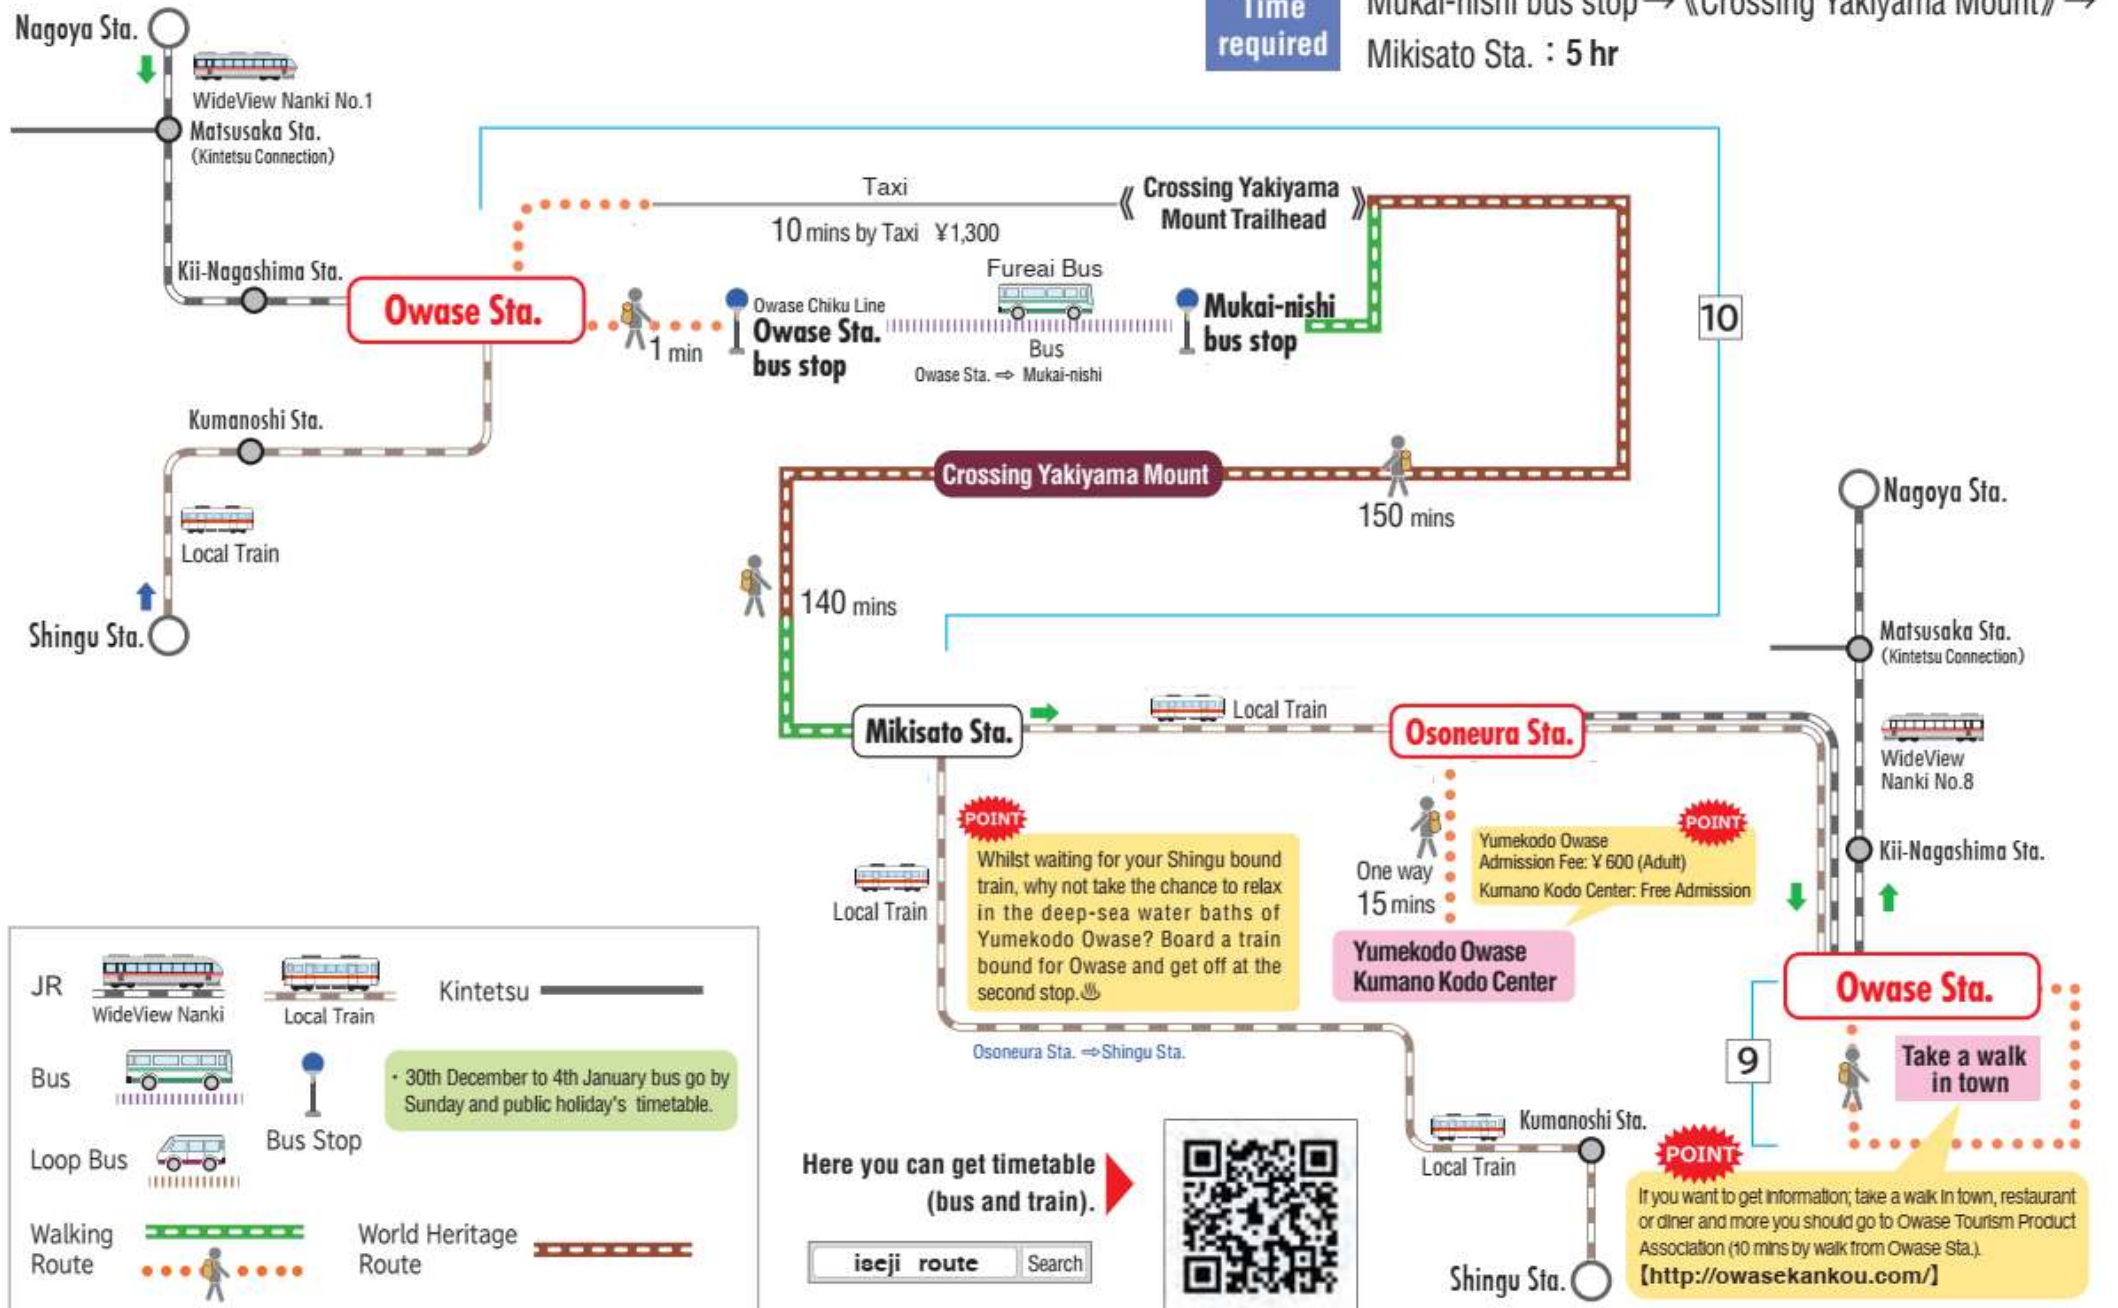 Time
required
Mukai-nishi bus stop → 《Crossing Yakiyama Mount》 →
Mikisato Sta. : 5 hr
Nagoya Sta.
WideView Nanki No.1
Matsusaka Sta.
(Kintetsu Connection)
Kii-Nagashima Sta.
Owase Sta.
Taxi
10 mins by Taxi ¥1,300
《 Crossing Yakiyama 》
Mount Trailhead
1 min
Owase Chiku Line
Owase Sta.
bus stop
Fureai Bus
Bus
Owase Sta. ⇨ Mukai-nishi
Mukai-nishi
bus stop
10
Kumanoshi Sta.
Local Train
Shingu Sta.
Crossing Yakiyama Mount
150 mins
140 mins
Nagoya Sta.
Matsusaka Sta.
(Kintetsu Connection)
WideView
Nanki No.8
Kii-Nagashima Sta.
Mikisato Sta.
Local Train
Osoneura Sta.
Local Train
POINT
Whilst waiting for your Shingu bound
train, why not take the chance to relax
in the deep-sea water baths of
Yumekodo Owase? Board a train
bound for Owase and get off at the
second stop.♨
One way
15 mins
POINT
Yumekodo Owase
Admission Fee: ¥ 600 (Adult)
Kumano Kodo Center: Free Admission
Yumekodo Owase
Kumano Kodo Center
Owase Sta.
9
Take a walk
in town
Osoneura Sta. ⇨Shingu Sta.
Local Train
Kumanoshi Sta.
Shingu Sta.
POINT
If you want to get information; take a walk in town, restaurant
or diner and more you should go to Owase Tourism Product
Association (10 mins by walk from Owase Sta.).
【http://owasekankou.com/】
JR
WideView Nanki
Local Train
Kintetsu
Bus
Bus Stop
・30th December to 4th January bus go by
Sunday and public holiday's timetable.
Loop Bus
Walking
Route
World Heritage
Route
Here you can get timetable
(bus and train).
iseji route
Search